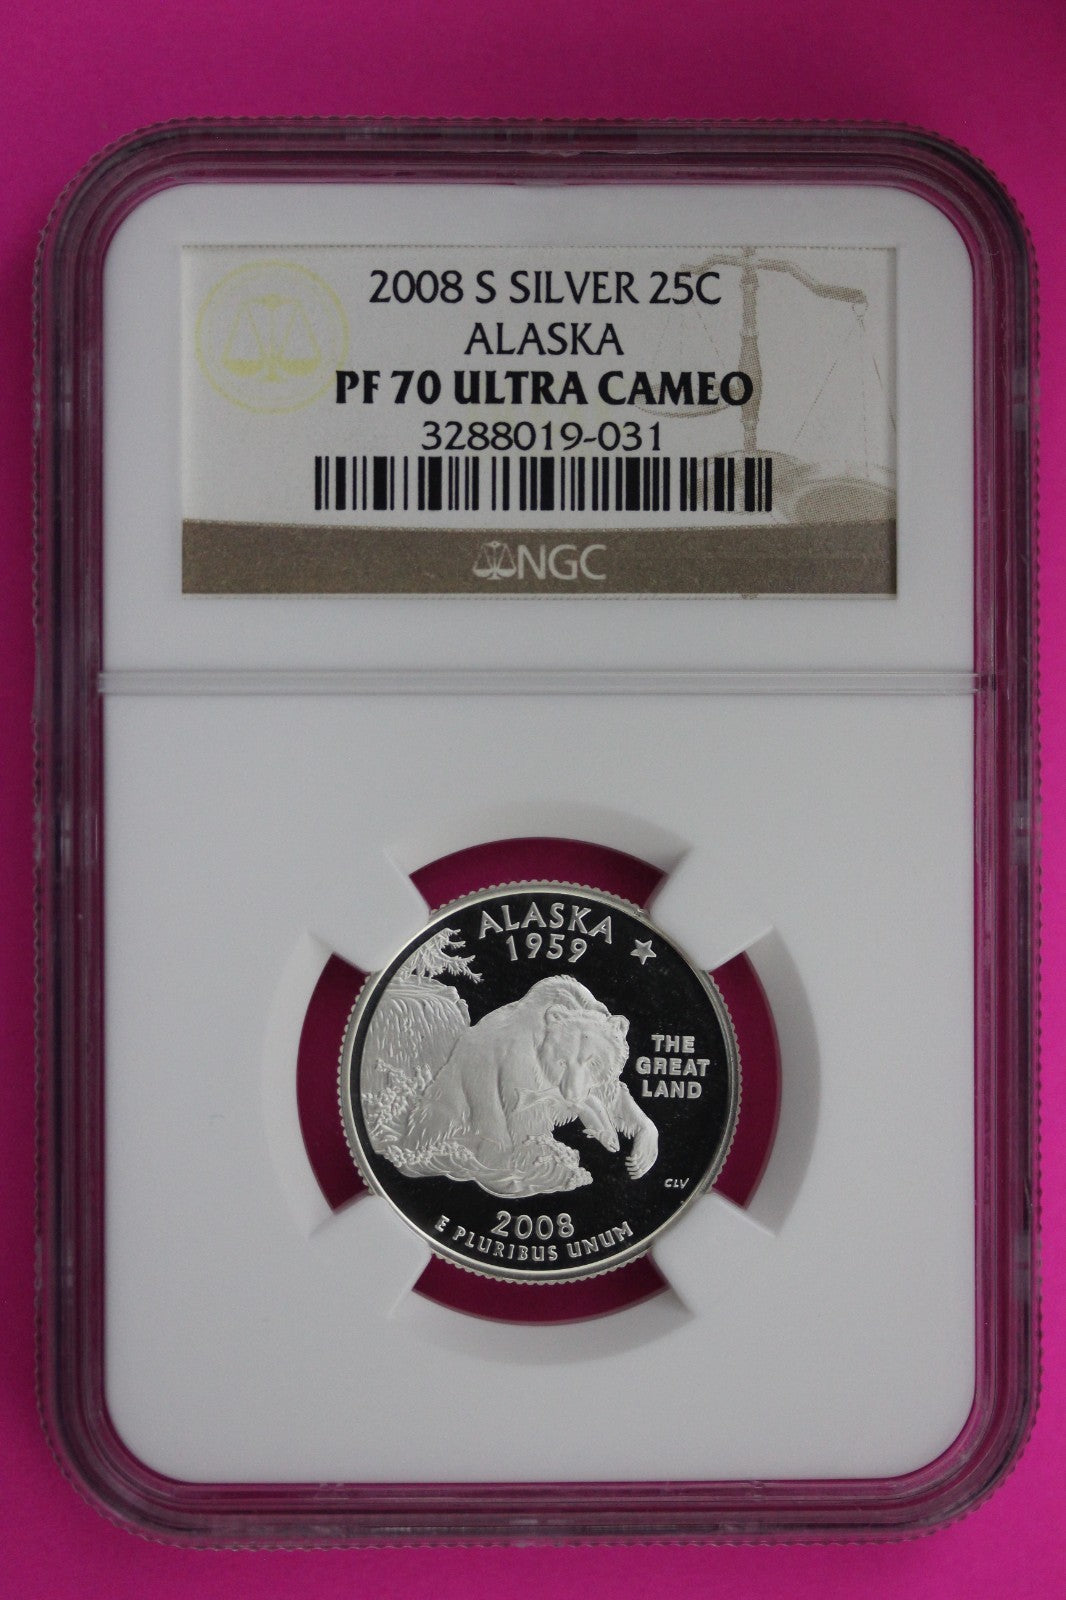 2008 S SILVER 25C
ALASKA
PF 70 ULTRA CAMEO
3288019-031
NGC
ALASKA
1959
THE
GREAT
LAND
CLV
2008
E PLURIBUS UNUM